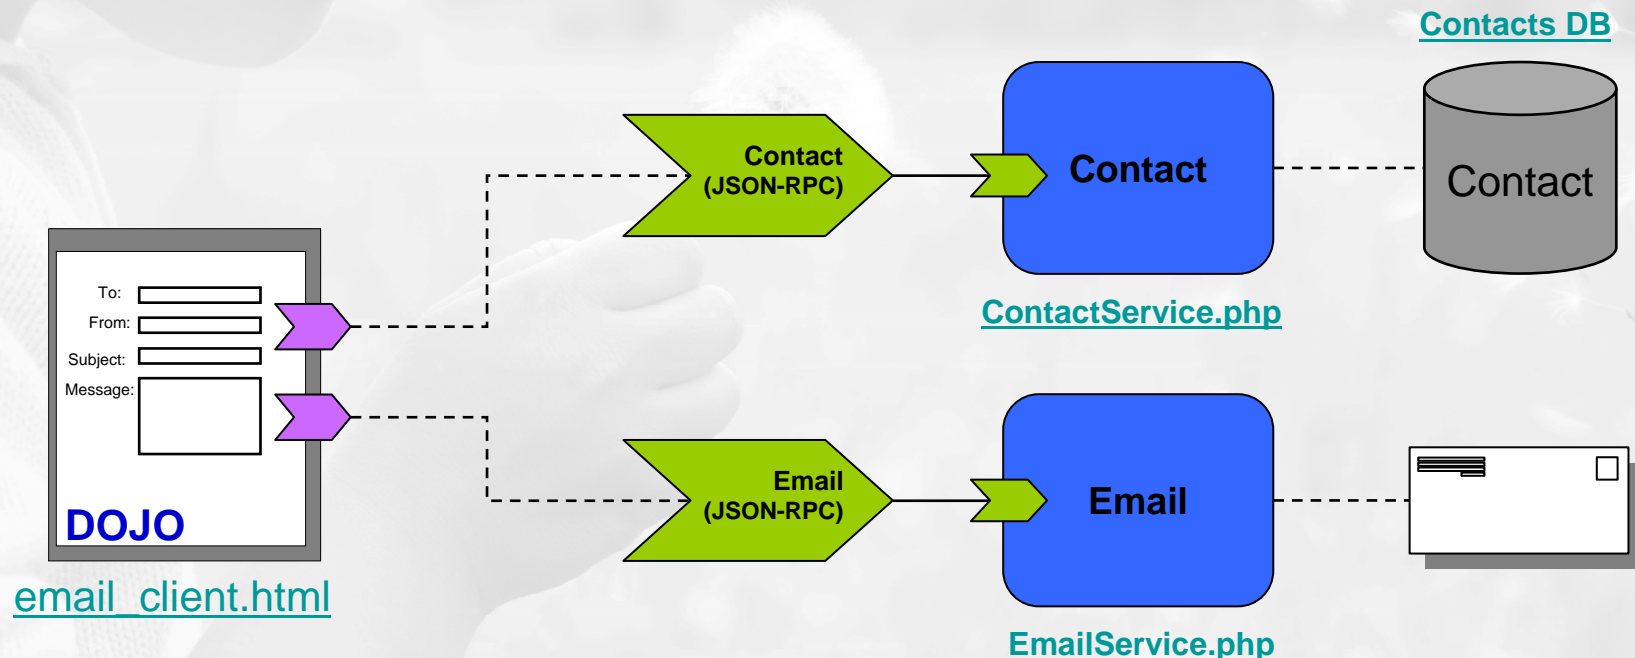 Contacts DB
Contact
(JSON-RPC)
Contact
Contact
ContactService.php
To:
From:
Subject:
Message:
DOJO
email_client.html
Email
(JSON-RPC)
Email
EmailService.php